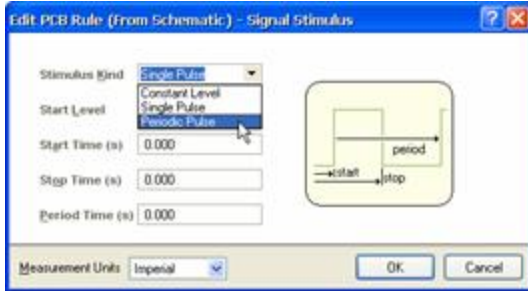 Edit PCB Rule (From Schematic) - Signal Stimulus
Stimulus Kind Single Pulse
Constant Level
Single Pulse
Periodic Pulse
Start Level
Start Time (s) 0.000
Stop Time (s) 0.000
Period Time (s) 0.000
period
start
stop
Measurement Units Imperial
OK
Cancel